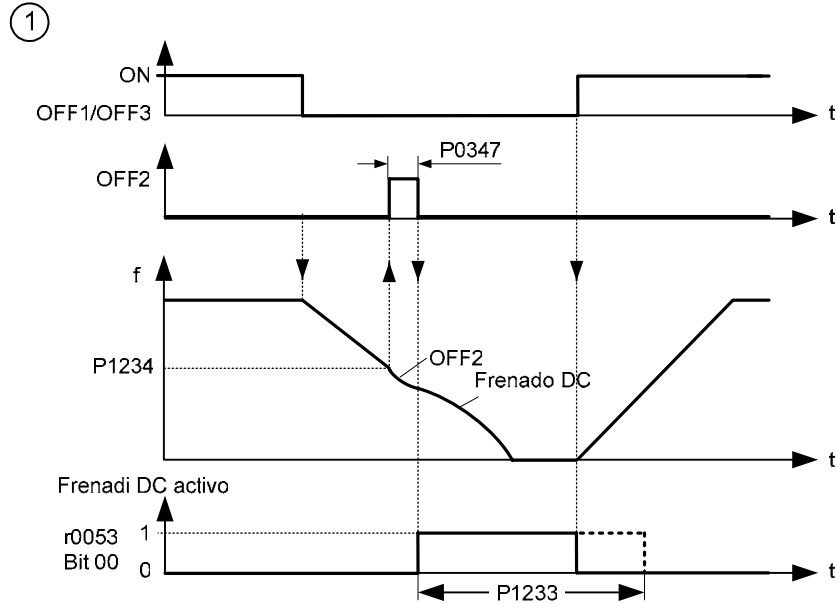 1
ON
OFF1/OFF3
t
P0347
OFF2
t
f
P1234
OFF2
Frenado DC
t
Frenadi DC activo
r0053
Bit 00
1
0
t
P1233